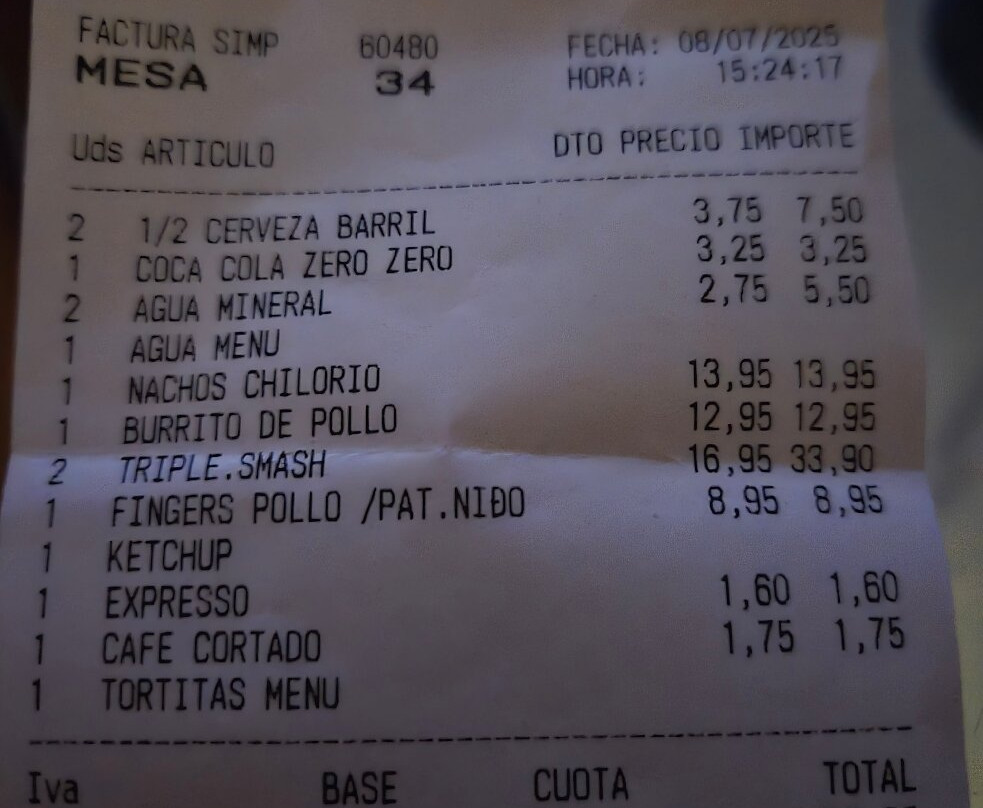 FACTURA SIMP 60480 FECHA: 08/07/2025
MESA 34 HORA: 15:24:17
Uds ARTICULO DTO PRECIO IMPORTE
2 1/2 CERVEZA BARRIL 3,75 7,50
1 COCA COLA ZERO ZERO 3,25 3,25
2 AGUA MINERAL 2,75 5,50
1 AGUA MENU
1 NACHOS CHILORIO 13,95 13,95
1 BURRITO DE POLLO 12,95 12,95
2 TRIPLE.SMASH 16,95 33,90
1 FINGERS POLLO /PAT.NIÐO 8,95 8,95
1 KETCHUP
1 EXPRESSO 1,60 1,60
1 CAFE CORTADO 1,75 1,75
1 TORTITAS MENU
Iva BASE CUOTA TOTAL